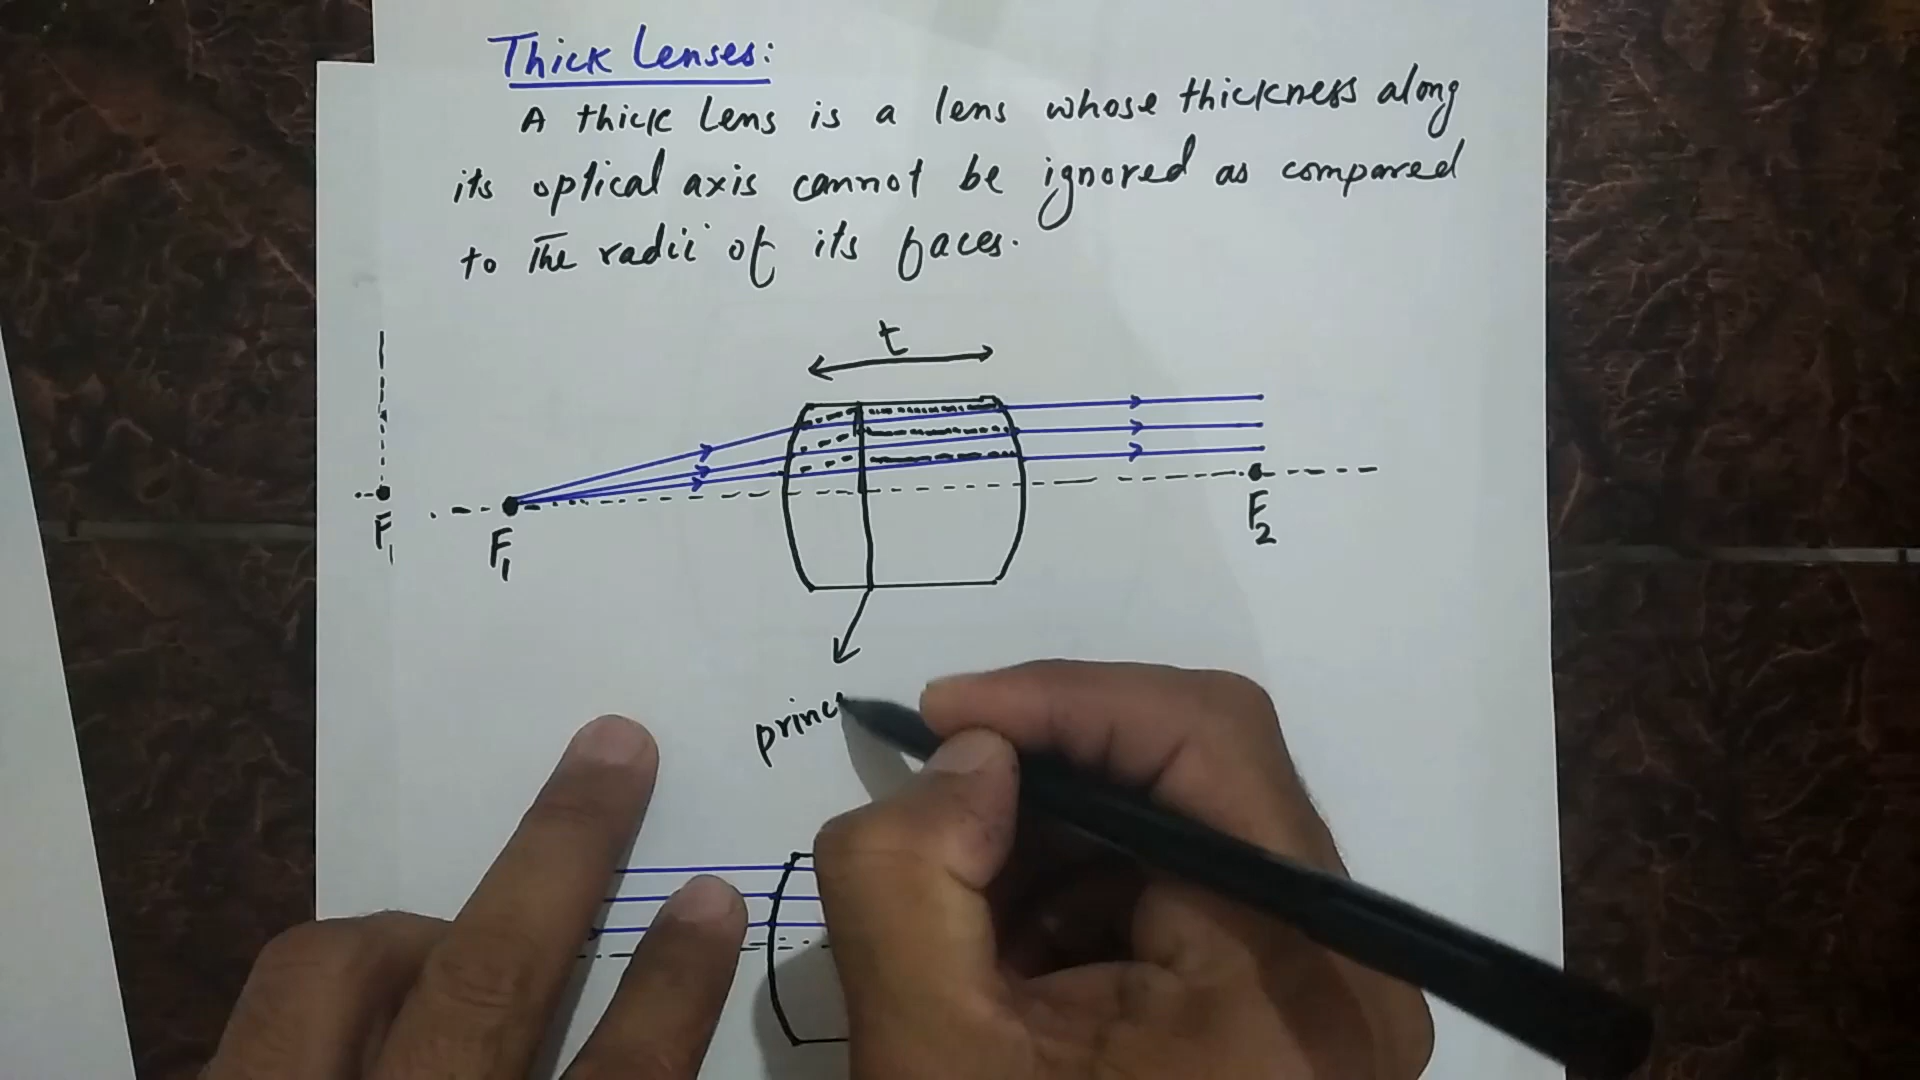 Thick Lenses:
A thick Lens is a lens whose thickness along
its optical axis cannot be ignored as compared
to the radii of its faces.
t
F1
F1
F2
princ